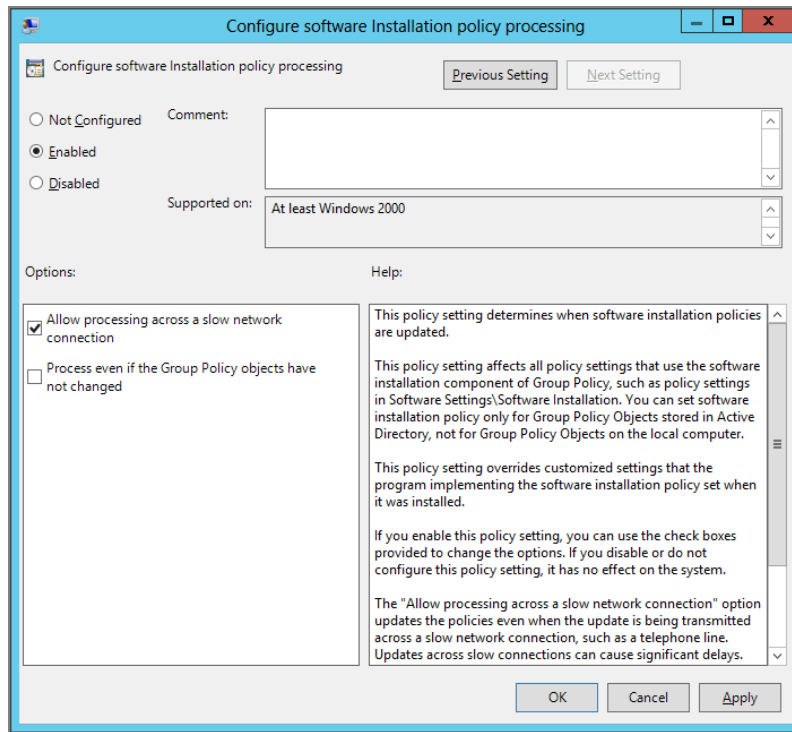 Configure software Installation policy processing
Configure software Installation policy processing
Previous Setting
Next Setting
Not Configured
Enabled
Disabled
Comment:
Supported on:
At least Windows 2000
Options:
Help:
Allow processing across a slow network
connection
Process even if the Group Policy objects have
not changed
This policy setting determines when software installation policies
are updated.
This policy setting affects all policy settings that use the software
installation component of Group Policy, such as policy settings
in Software Settings\Software Installation. You can set software
installation policy only for Group Policy Objects stored in Active
Directory, not for Group Policy Objects on the local computer.
This policy setting overrides customized settings that the
program implementing the software installation policy set when
it was installed.
If you enable this policy setting, you can use the check boxes
provided to change the options. If you disable or do not
configure this policy setting, it has no effect on the system.
The "Allow processing across a slow network connection" option
updates the policies even when the update is being transmitted
across a slow network connection, such as a telephone line.
Updates across slow connections can cause significant delays.
OK
Cancel
Apply